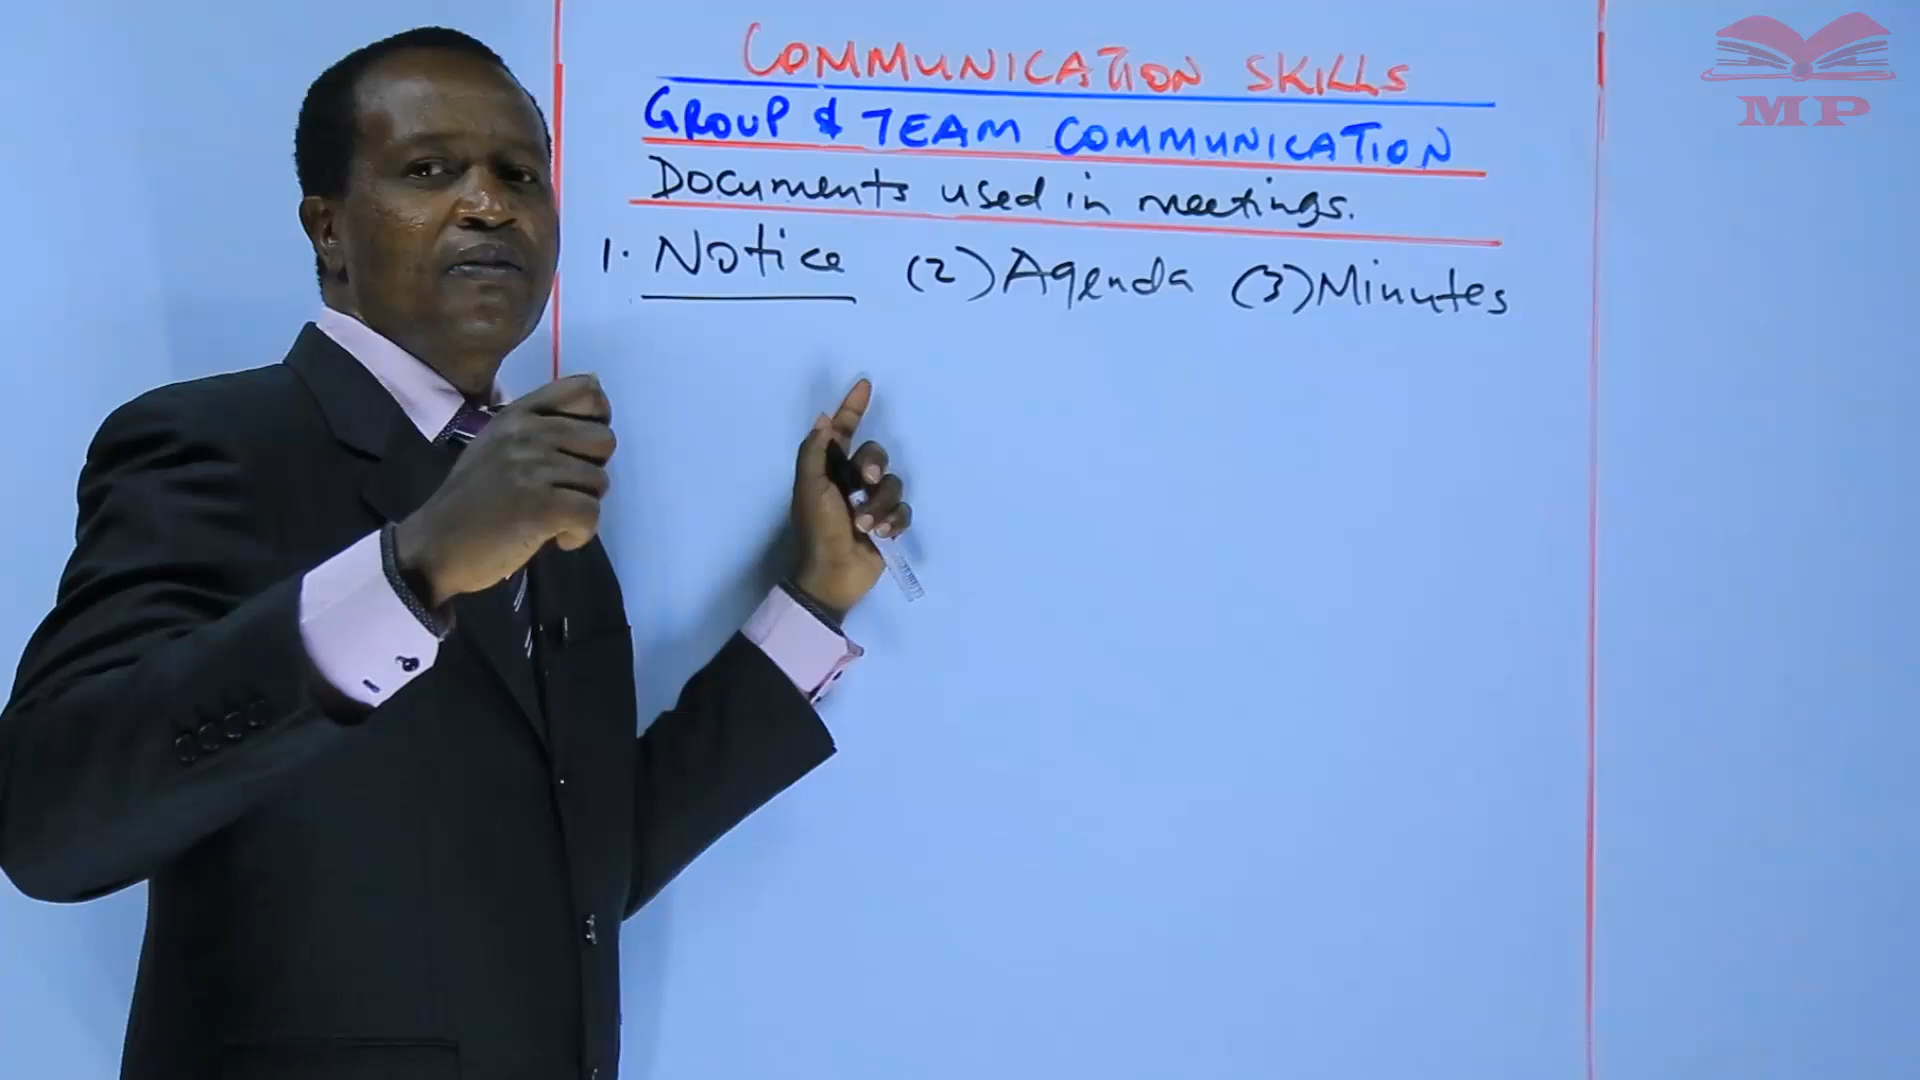 COMMUNICATION SKILLS
GROUP & TEAM COMMUNICATION
Documents used in meetings.
1. Notice (2) Agenda (3) Minutes
MP